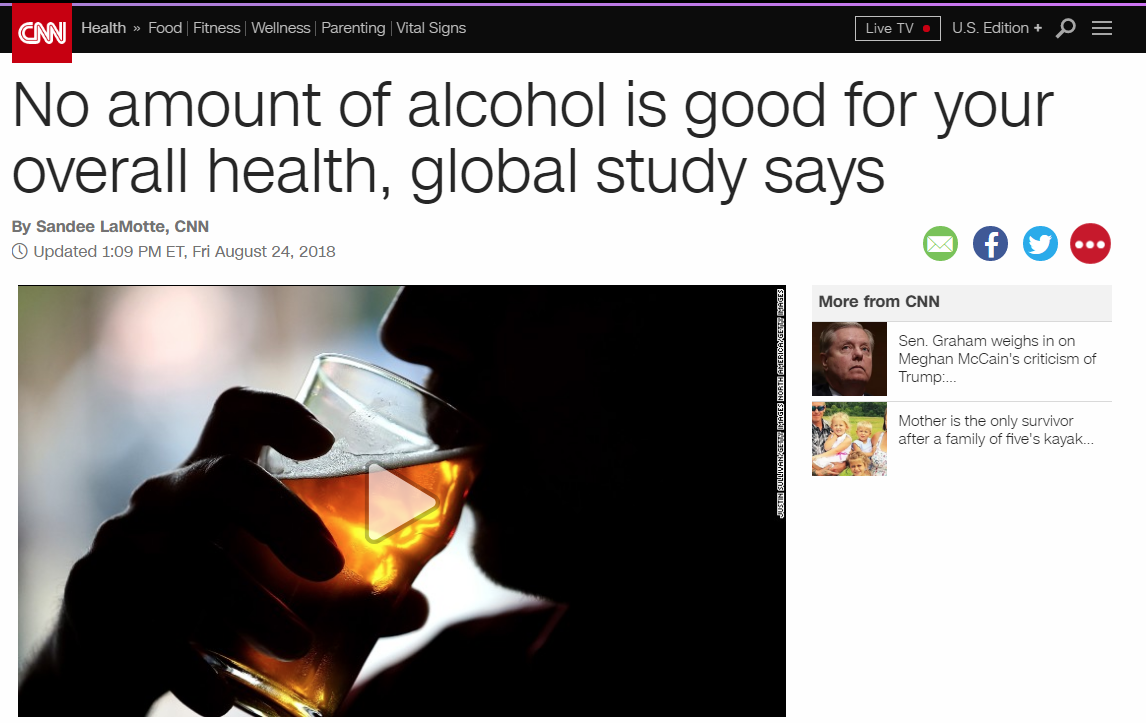 CNN
Health » Food | Fitness | Wellness | Parenting | Vital Signs
Live TV
U.S. Edition +
No amount of alcohol is good for your
overall health, global study says
By Sandee LaMotte, CNN
Updated 1:09 PM ET, Fri August 24, 2018
JUSTIN SULLIVAN/GETTY IMAGES NORTH AMERICA/GETTY IMAGES
More from CNN
Sen. Graham weighs in on
Meghan McCain's criticism of
Trump:...
Mother is the only survivor
after a family of five's kayak...